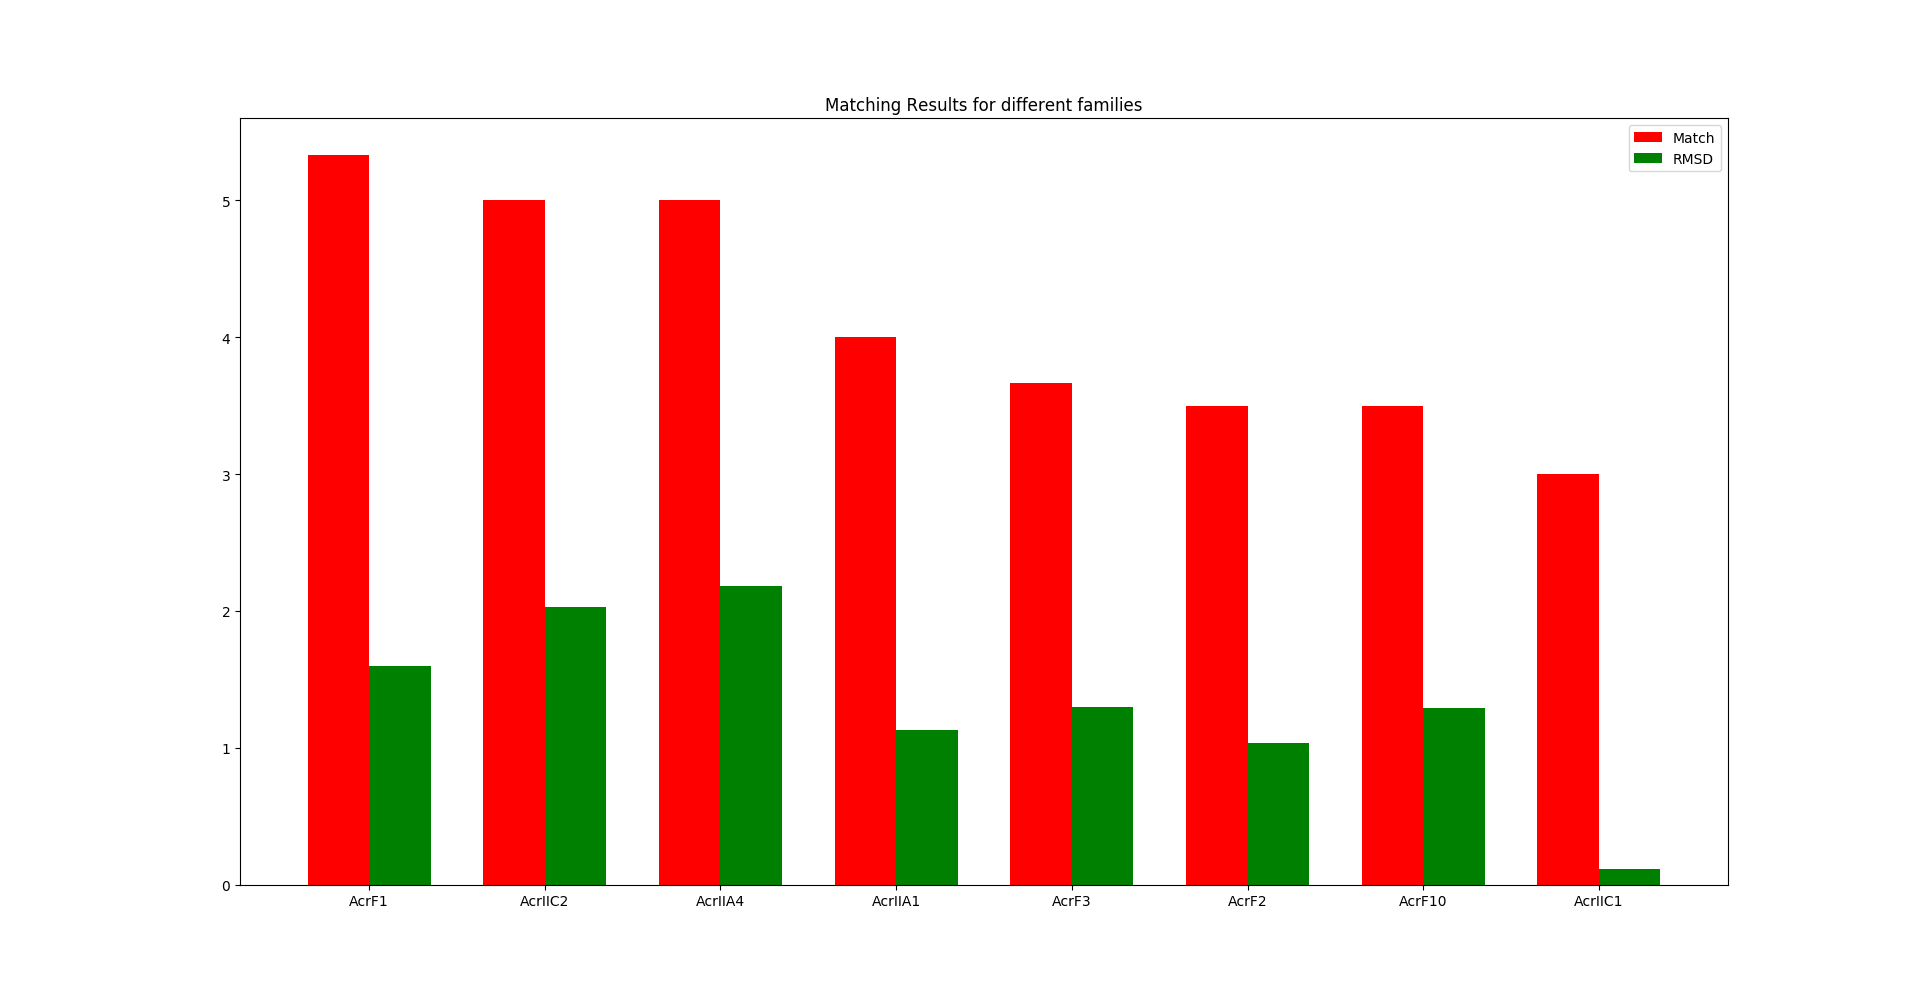 Matching Results for different families
Match
RMSD
5
4
3
2
1
0
AcrF1 AcrIIC2 AcrIIA4 AcrIIA1 AcrF3 AcrF2 AcrF10 AcrIIC1